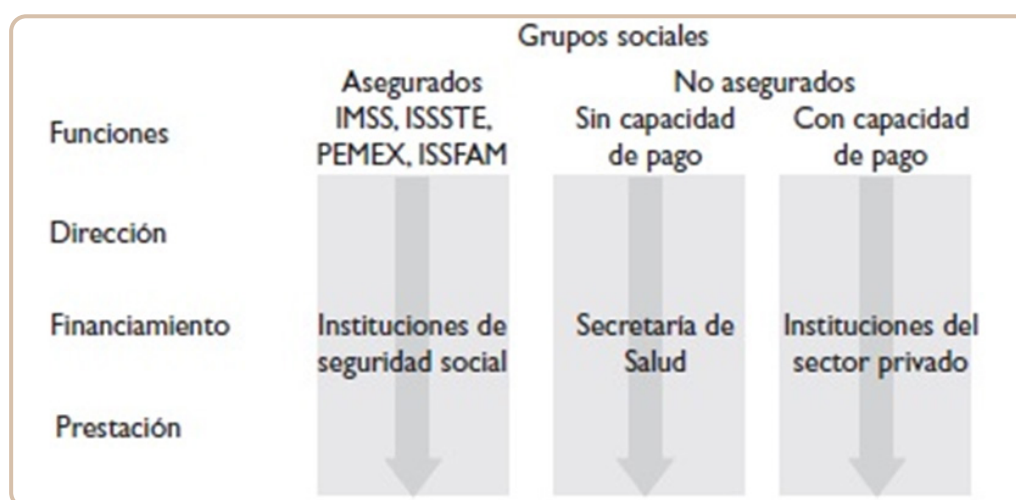 Grupos sociales
Asegurados
IMSS, ISSSTE,
PEMEX, ISSFAM
No asegurados
Sin capacidad
de pago
Con capacidad
de pago
Funciones
Dirección
Financiamiento
Prestación
Instituciones de
seguridad social
Secretaría de
Salud
Instituciones del
sector privado